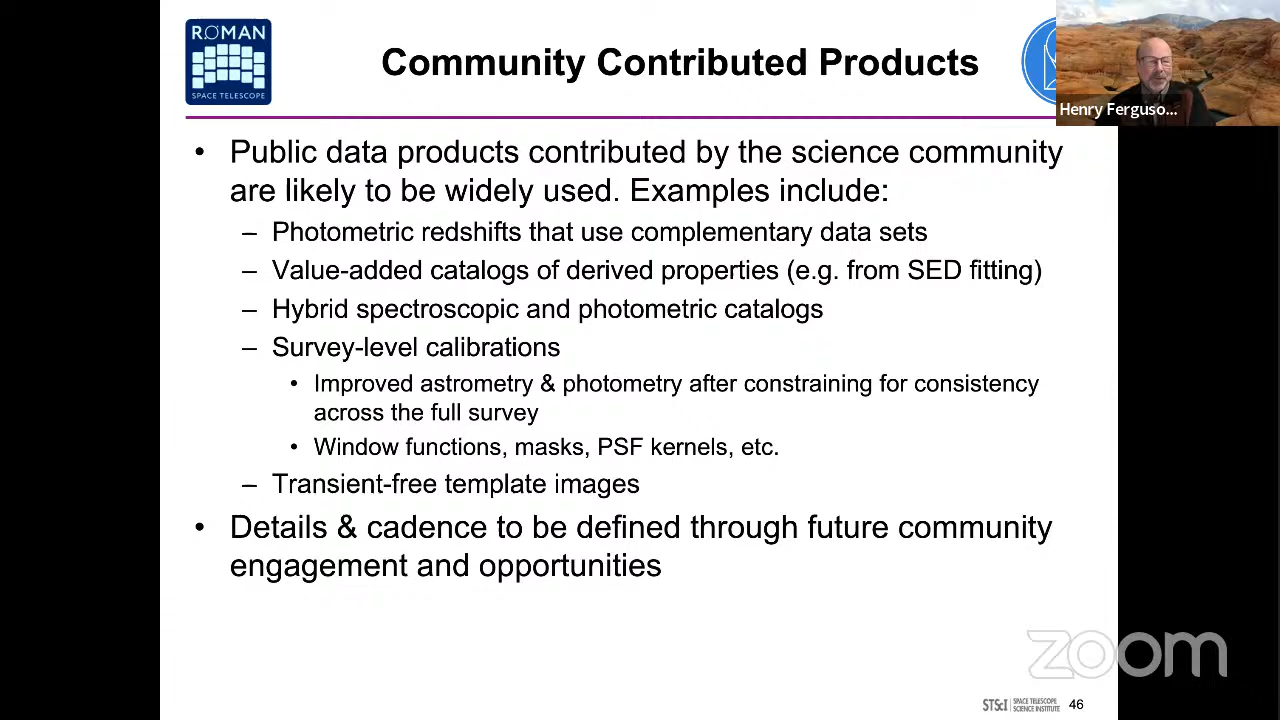 ROMAN
SPACE TELESCOPE
Community Contributed Products
Henry Ferguso...
• Public data products contributed by the science community
are likely to be widely used. Examples include:
– Photometric redshifts that use complementary data sets
– Value-added catalogs of derived properties (e.g. from SED fitting)
– Hybrid spectroscopic and photometric catalogs
– Survey-level calibrations
• Improved astrometry & photometry after constraining for consistency
across the full survey
• Window functions, masks, PSF kernels, etc.
– Transient-free template images
• Details & cadence to be defined through future community
engagement and opportunities
zoom
STScI | SPACE TELESCOPE
SCIENCE INSTITUTE
46